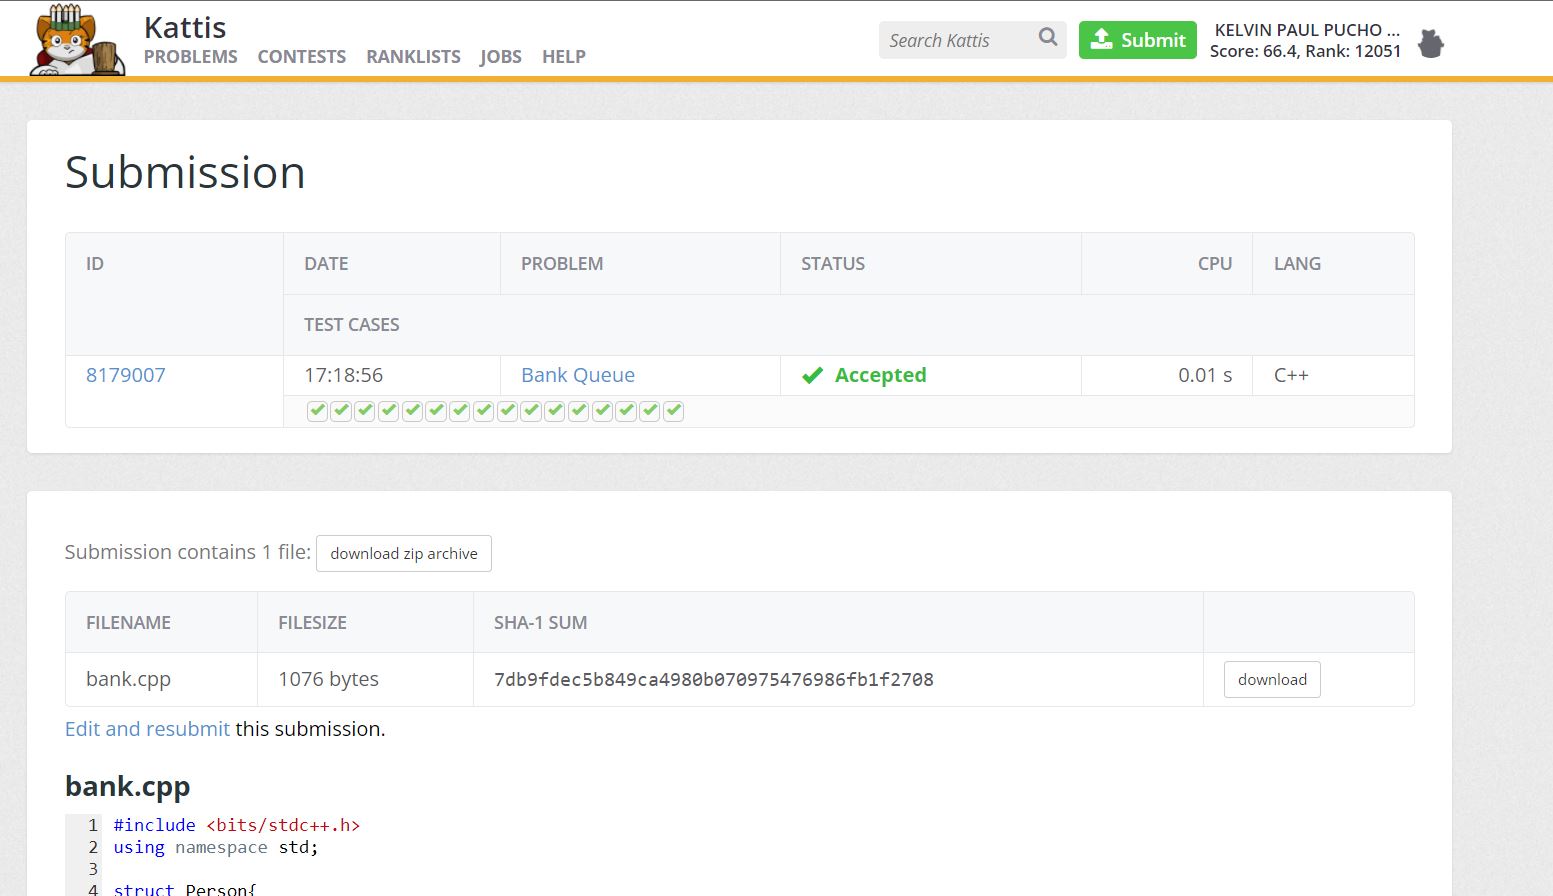 Kattis
PROBLEMS CONTESTS RANKLISTS JOBS HELP
Search Kattis
Submit
KELVIN PAUL PUCHO ...
Score: 66.4, Rank: 12051
Submission
ID DATE PROBLEM STATUS CPU LANG
TEST CASES
8179007 17:18:56 Bank Queue Accepted 0.01 s C++
Submission contains 1 file: download zip archive
FILENAME FILESIZE SHA-1 SUM
bank.cpp 1076 bytes 7db9fdec5b849ca4980b070975476986fb1f2708 download
Edit and resubmit this submission.
bank.cpp
1 #include <bits/stdc++.h>
2 using namespace std;
3
4 struct Person{